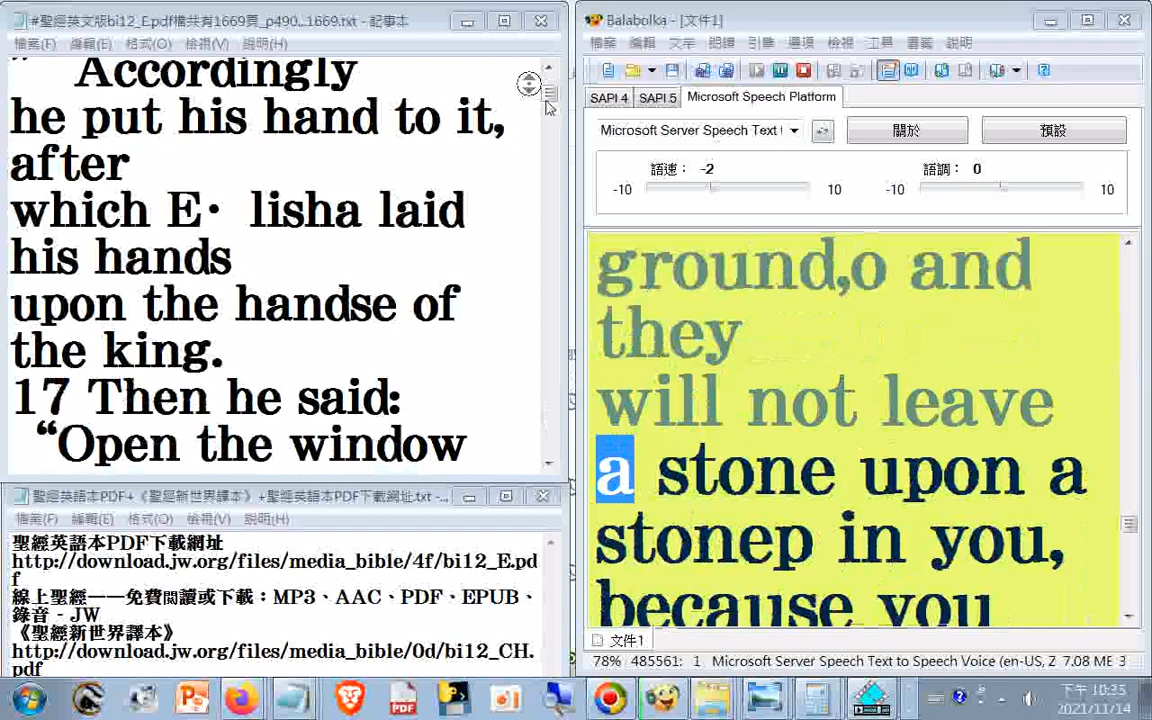 #聖經英文版bi12_E.pdf檔共有1669頁_p490...1669.txt - 記事本
檔案(F) 編輯(E) 格式(O) 檢視(V) 說明(H)
” Accordingly
he put his hand to it,
after
which E· lisha laid
his hands
upon the handse of
the king.
17 Then he said:
“Open the window
聖經英語本PDF+《聖經新世界譯本》+聖經英語本PDF下載網址.txt - ...
檔案(F) 編輯(E) 格式(O) 檢視(V) 說明(H)
聖經英語本PDF下載網址
http://download.jw.org/files/media_bible/4f/bi12_E.pd
f
線上聖經——免費閱讀或下載：MP3、AAC、PDF、EPUB、
錄音 - JW
《聖經新世界譯本》
http://download.jw.org/files/media_bible/0d/bi12_CH.
pdf
Balabolka - [文件1]
檔案 編輯 文字 朗讀 引擎 選項 檢視 工具 書籤 說明
SAPI 4 SAPI 5 Microsoft Speech Platform
Microsoft Server Speech Text 關於 預設
語速： -2 語調： 0
-10 10 -10 10
ground,o and
they
will not leave
a stone upon a
stonep in you,
because you
文件1
78% 485561: 1 Microsoft Server Speech Text to Speech Voice (en-US, Z 7.08 ME 3
PDF
下午 10:35
2021/11/14